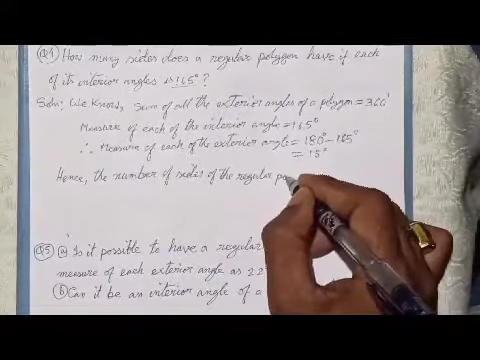 Q4 How many sides does a regular polygon have if each
of its interior angles is 165°?
Soln: We know, Sum of all the exterior angles of a polygon = 360°
Measure of each of the interior angle = 165°
∴ Measure of each of the exterior angle = 180° - 165°
= 15°
Hence, the number of sides of the regular po
Q5 (a) Is it possible to have a regular
measure of each exterior angle as 22°
(b) Can it be an interior angle of a